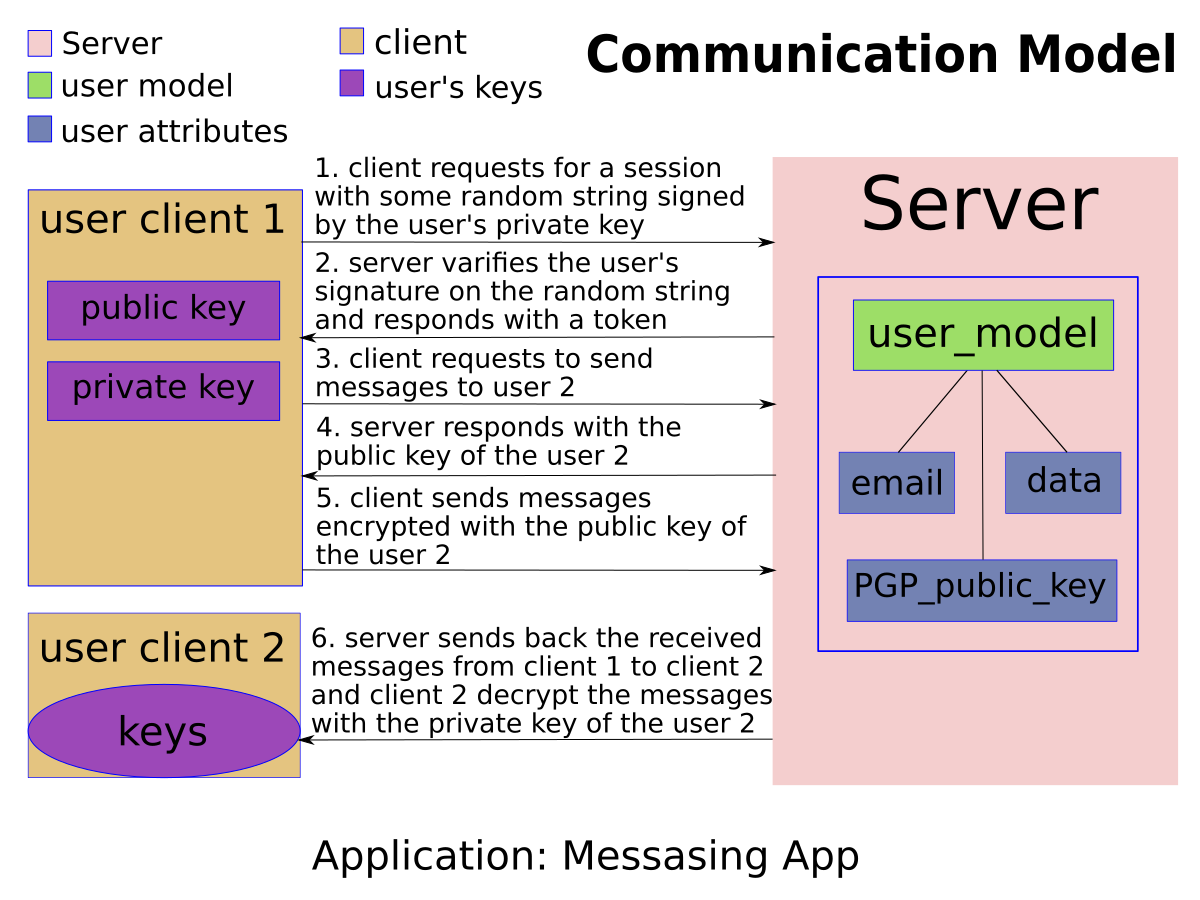 Communication Model
Server
client
user model
user's keys
user attributes
user client 1
public key
private key
1. client requests for a session
with some random string signed
by the user's private key
2. server varifies the user's
signature on the random string
and responds with a token
3. client requests to send
messages to user 2
4. server responds with the
public key of the user 2
5. client sends messages
encrypted with the public key of
the user 2
Server
user_model
email
data
PGP_public_key
user client 2
keys
6. server sends back the received
messages from client 1 to client 2
and client 2 decrypt the messages
with the private key of the user 2
Application: Messasing App